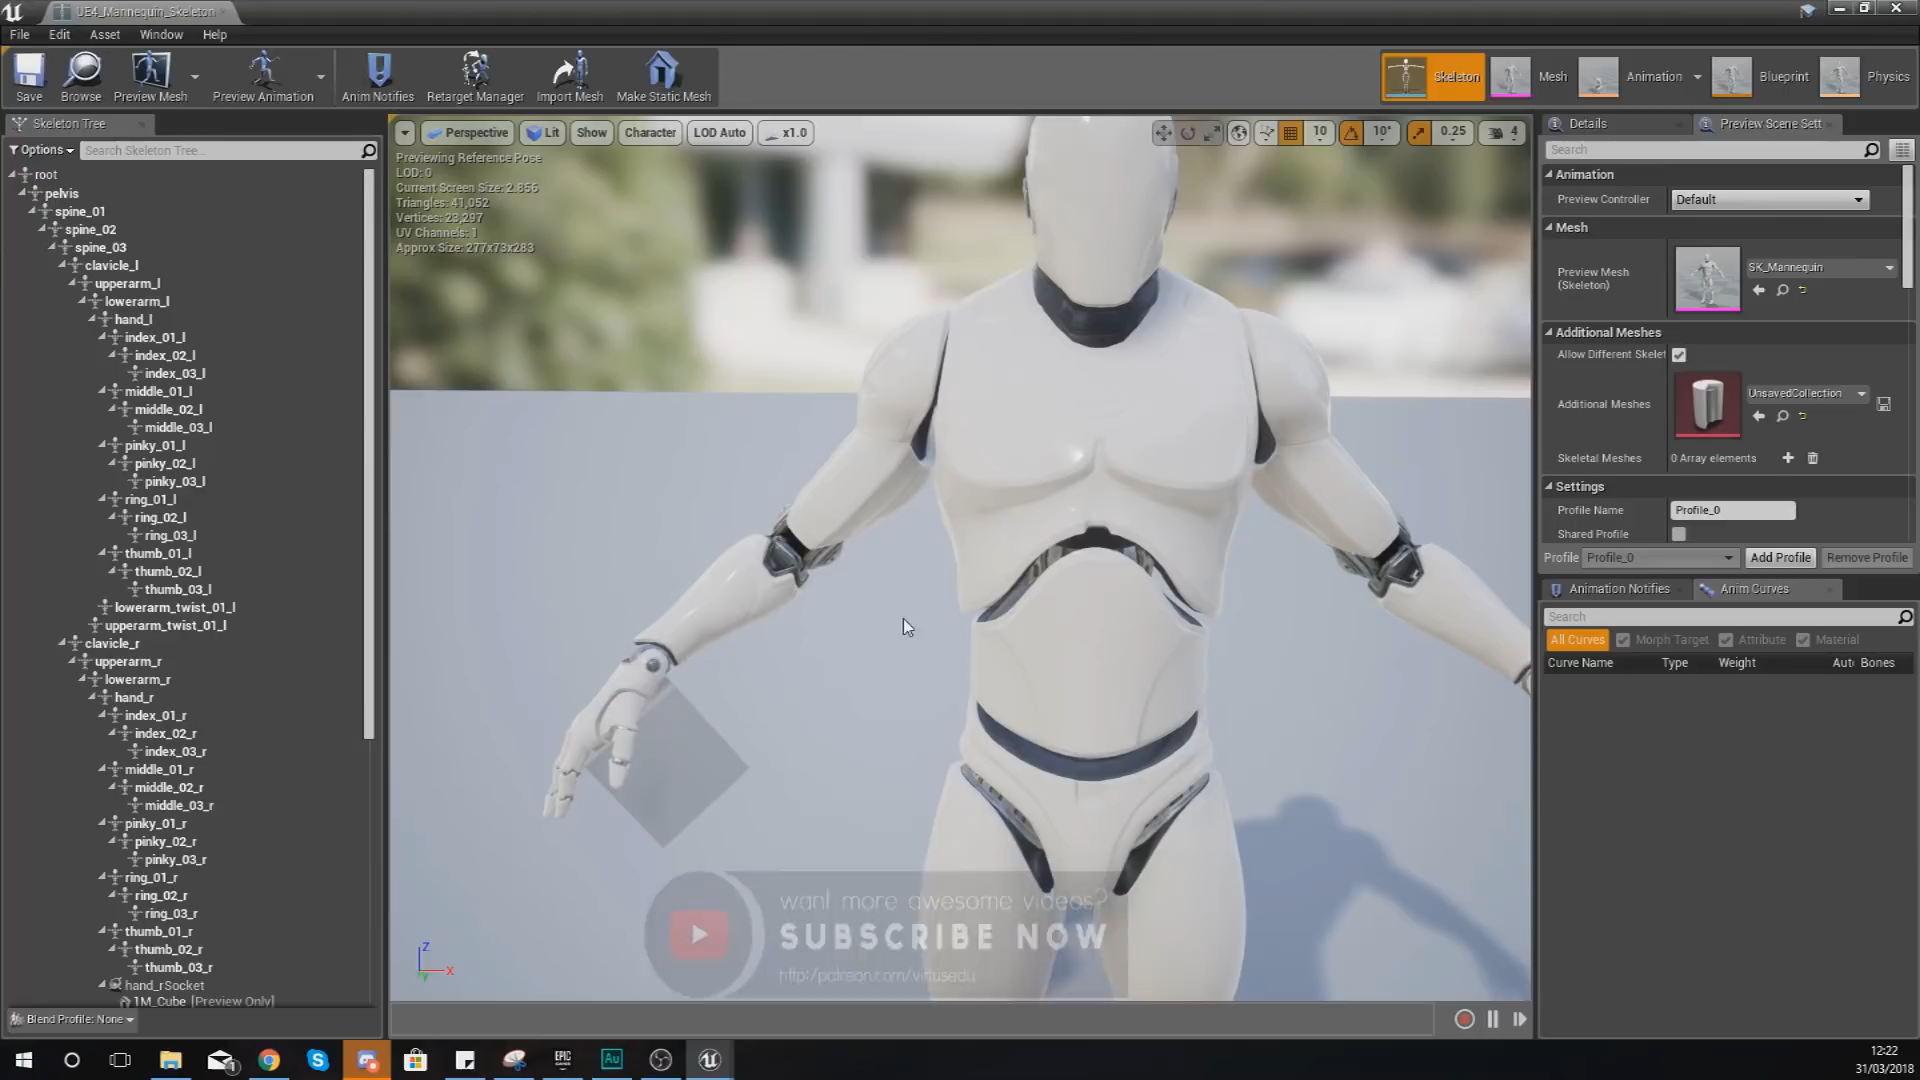 UE4_Mannequin_Skeleton
File Edit Asset Window Help
Save Browse Preview Mesh Preview Animation Anim Notifies Retarget Manager Import Mesh Make Static Mesh
Skeleton Mesh Animation Blueprint Physics
Skeleton Tree
Options Search Skeleton Tree...
root
pelvis
spine_01
spine_02
spine_03
clavicle_l
upperarm_l
lowerarm_l
hand_l
index_01_l
index_02_l
index_03_l
middle_01_l
middle_02_l
middle_03_l
pinky_01_l
pinky_02_l
pinky_03_l
ring_01_l
ring_02_l
ring_03_l
thumb_01_l
thumb_02_l
thumb_03_l
lowerarm_twist_01_l
upperarm_twist_01_l
clavicle_r
upperarm_r
lowerarm_r
hand_r
index_01_r
index_02_r
index_03_r
middle_01_r
middle_02_r
middle_03_r
pinky_01_r
pinky_02_r
pinky_03_r
ring_01_r
ring_02_r
ring_03_r
thumb_01_r
thumb_02_r
thumb_03_r
hand_rSocket
1M_Cube [Preview Only]
Blend Profile: None
Perspective Lit Show Character LOD Auto x1.0 10 10° 0.25 4
Previewing Reference Pose
LOD: 0
Current Screen Size: 2.856
Triangles: 41,052
Vertices: 23,297
UV Channels: 1
Approx Size: 277x73x283
Z
X
Y
want more awesome videos?
SUBSCRIBE NOW
http://patreon.com/virtusedu
Details Preview Scene Sett
Search
Animation
Preview Controller Default
Mesh
Preview Mesh (Skeleton) SK_Mannequin
Additional Meshes
Allow Different Skelet
Additional Meshes UnsavedCollection
Skeletal Meshes 0 Array elements
Settings
Profile Name Profile_0
Shared Profile
Profile Profile_0 Add Profile Remove Profile
Animation Notifies Anim Curves
Search
All Curves Morph Target Attribute Material
Curve Name Type Weight Aut Bones
EPIC GAMES
Au
1
12:22
31/03/2018